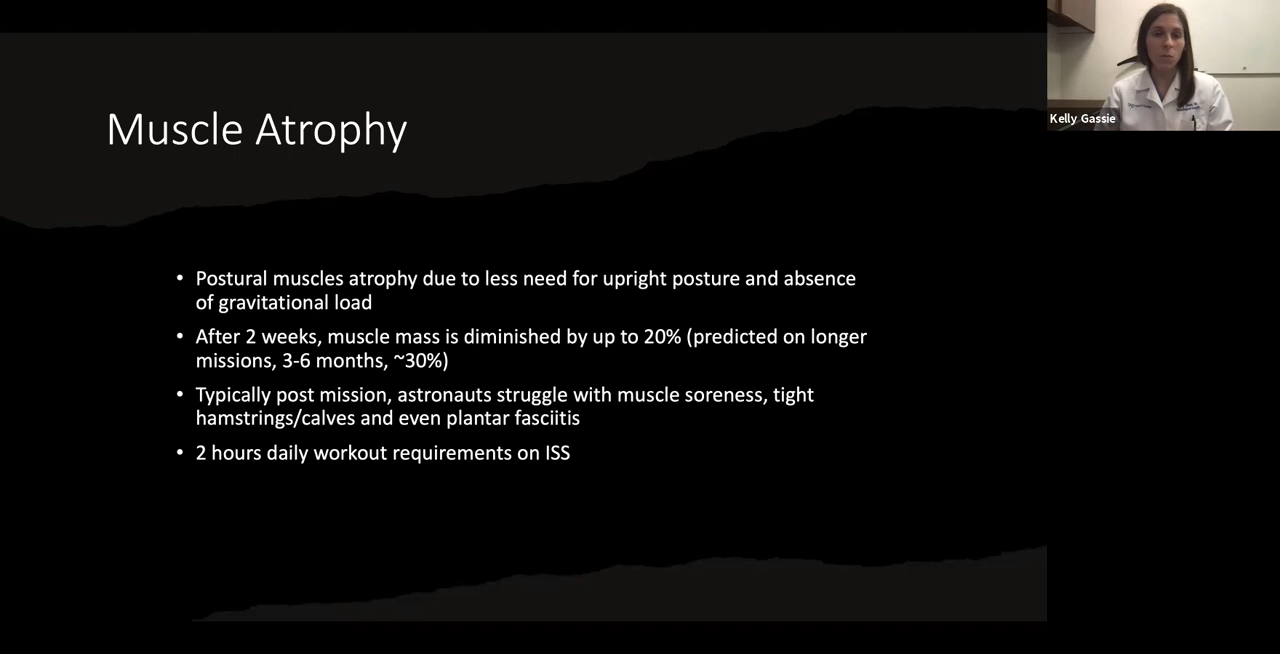 Muscle Atrophy
• Postural muscles atrophy due to less need for upright posture and absence
of gravitational load
• After 2 weeks, muscle mass is diminished by up to 20% (predicted on longer
missions, 3-6 months, ~30%)
• Typically post mission, astronauts struggle with muscle soreness, tight
hamstrings/calves and even plantar fasciitis
• 2 hours daily workout requirements on ISS
Kelly Gassie